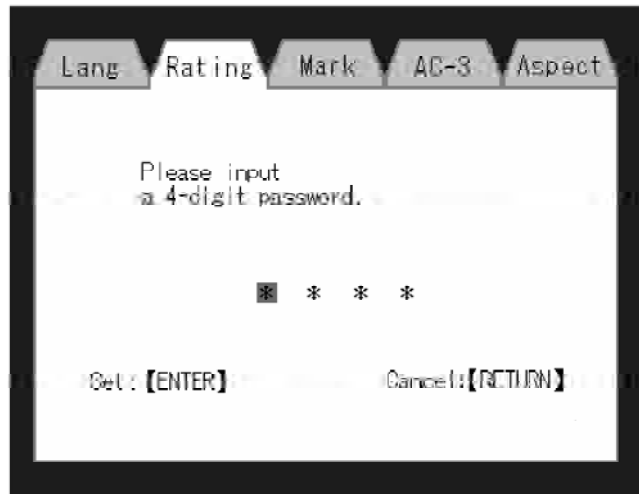 Lang Rating Mark AC-3 Aspect
Please input
a 4-digit password.
* * * *
Set:【ENTER】 Cancel:【RETURN】